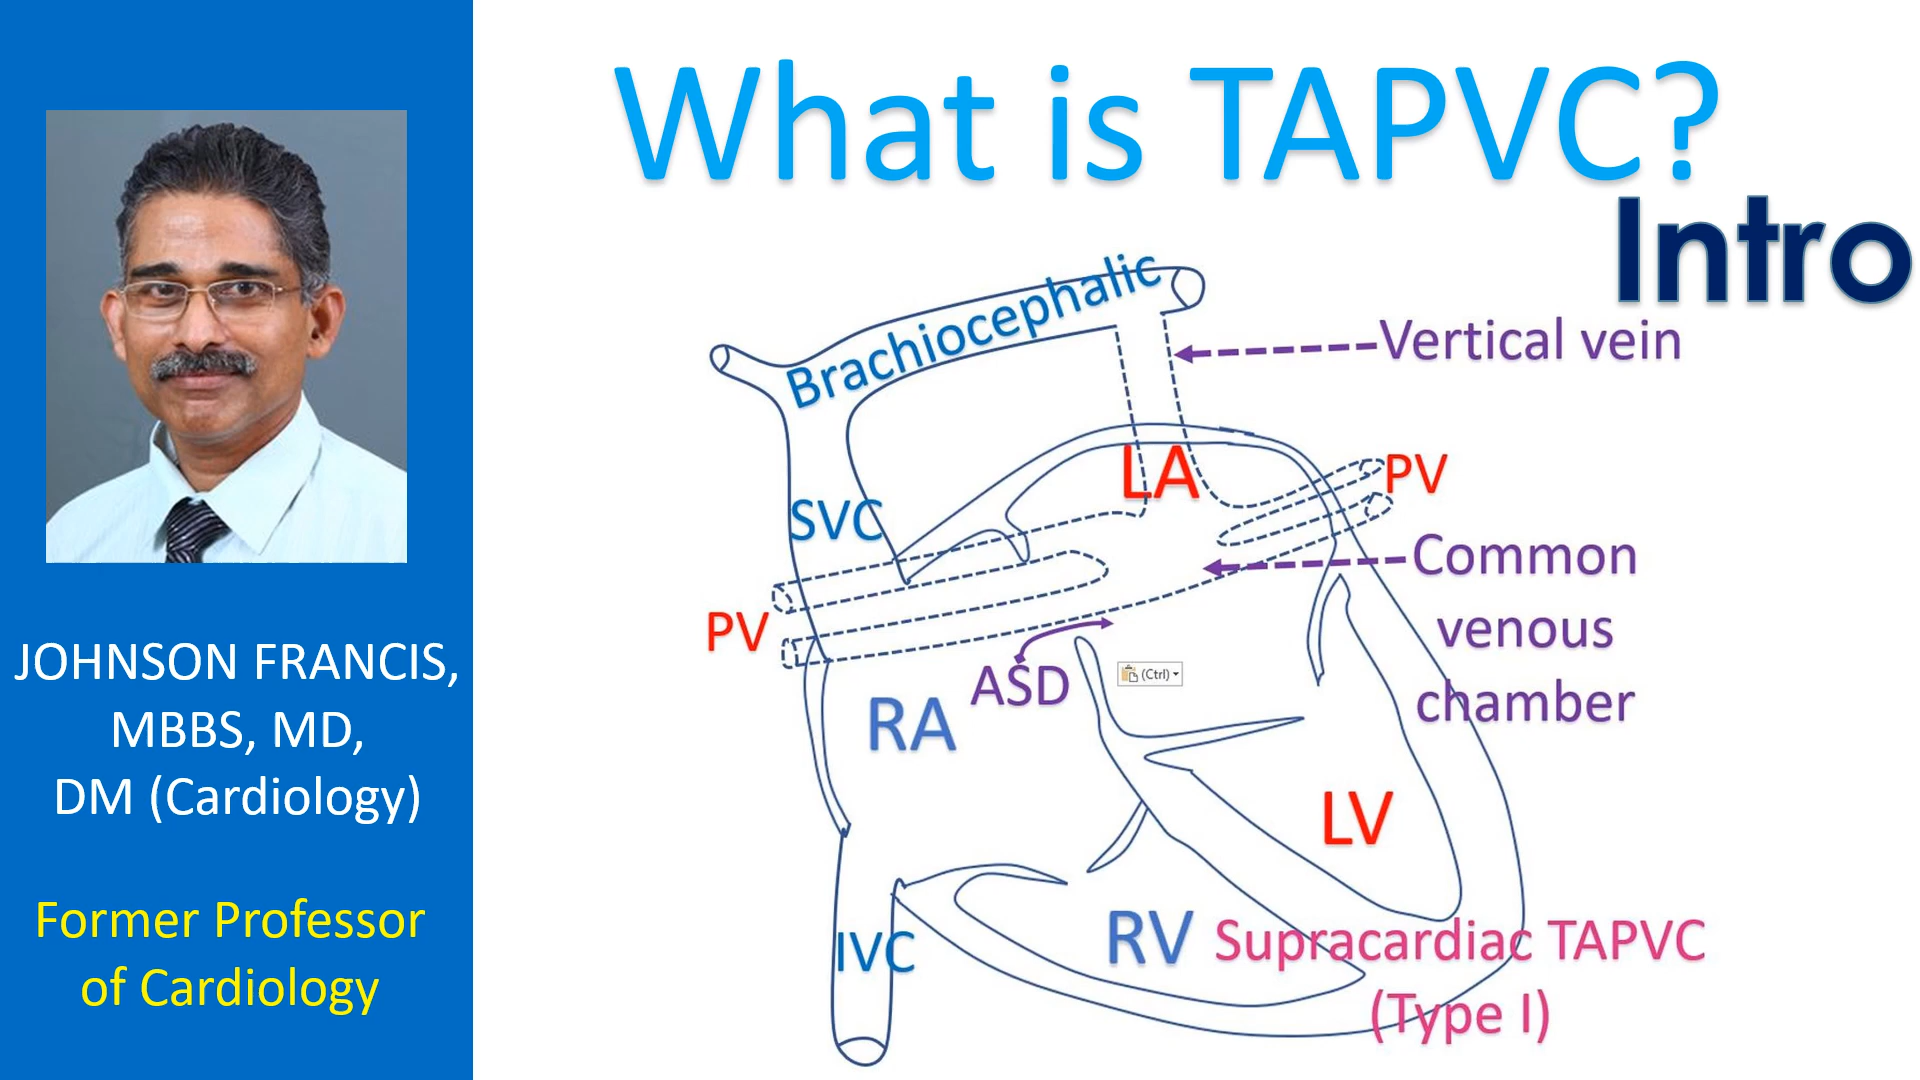 What is TAPVC?
Intro
JOHNSON FRANCIS,
MBBS, MD,
DM (Cardiology)
Former Professor
of Cardiology
Brachiocephalic
Vertical vein
LA
PV
SVC
Common
venous
chamber
PV
ASD
(Ctrl)
RA
LV
RV
IVC
Supracardiac TAPVC
(Type I)